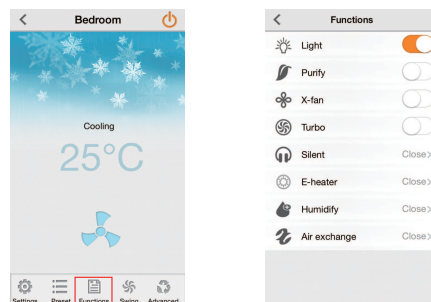 Bedroom
Cooling
25°C
Settings Preset Functions Swing Advanced
Functions
Light
Purify
X-fan
Turbo
Silent Close>
E-heater Close>
Humidify Close>
Air exchange Close>